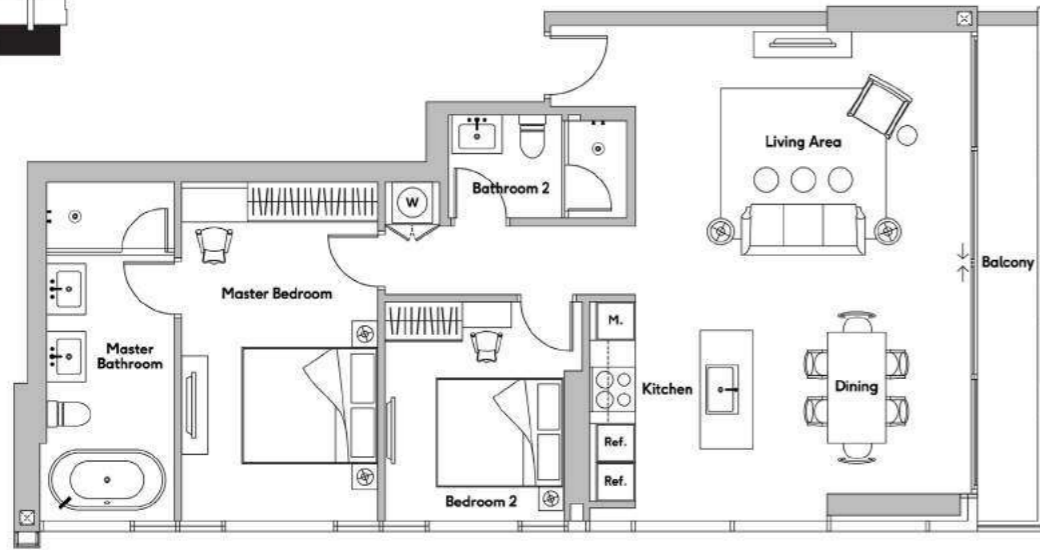 Living Area
W
Bathroom 2
Balcony
Master Bedroom
M.
Master
Bathroom
Kitchen
Dining
Ref.
Ref.
Bedroom 2